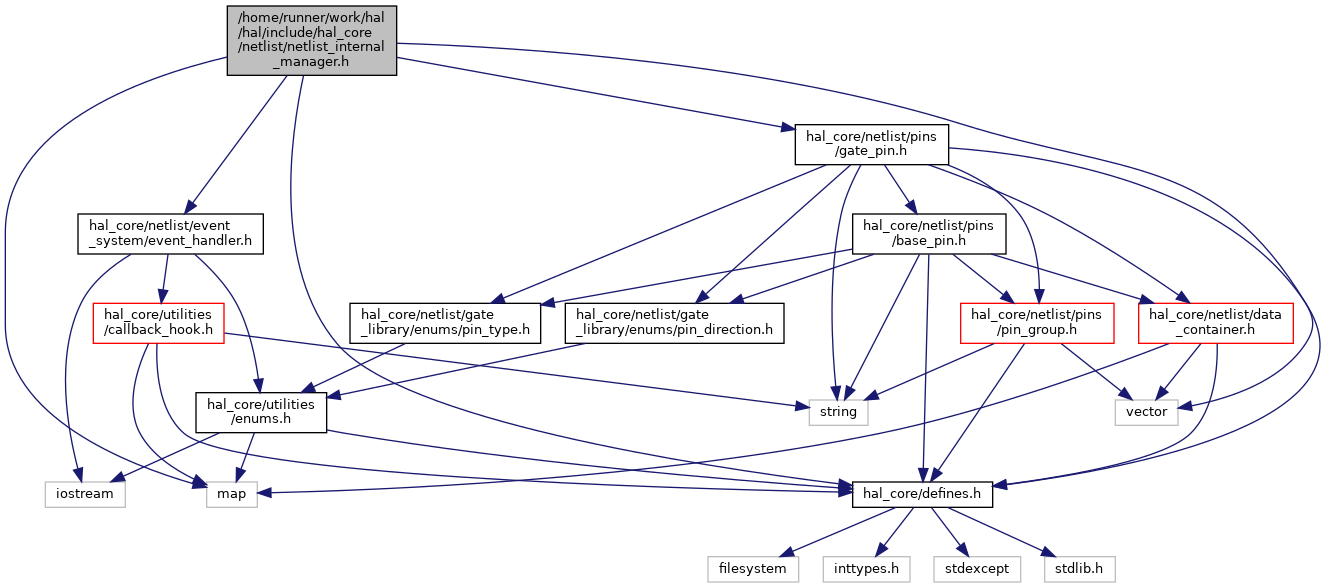 /home/runner/work/hal
/hal/include/hal_core
/netlist/netlist_internal
_manager.h
hal_core/netlist/pins
/gate_pin.h
hal_core/netlist/event
_system/event_handler.h
hal_core/netlist/pins
/base_pin.h
hal_core/utilities
/callback_hook.h
hal_core/netlist/gate
_library/enums/pin_type.h
hal_core/netlist/gate
_library/enums/pin_direction.h
hal_core/netlist/pins
/pin_group.h
hal_core/netlist/data
_container.h
hal_core/utilities
/enums.h
string
vector
iostream
map
hal_core/defines.h
filesystem
inttypes.h
stdexcept
stdlib.h